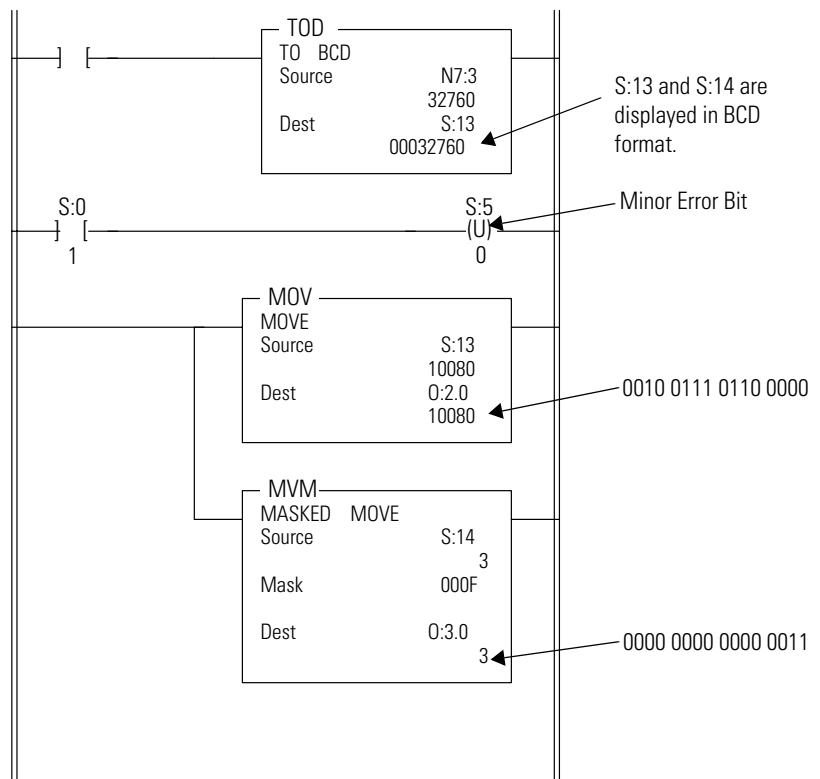 TOD
TO BCD
Source N7:3
32760
Dest S:13
00032760
S:13 and S:14 are
displayed in BCD
format.
S:0
] [
1
S:5
(U)
0
Minor Error Bit
MOV
MOVE
Source S:13
10080
Dest O:2.0
10080
0010 0111 0110 0000
MVM
MASKED MOVE
Source S:14
3
Mask 000F
Dest O:3.0
3
0000 0000 0000 0011